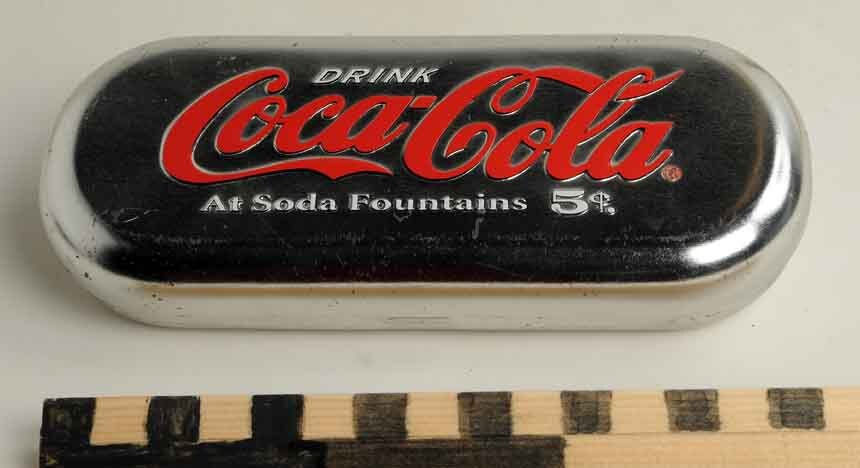 DRINK
Coca-Cola®
At Soda Fountains 5¢